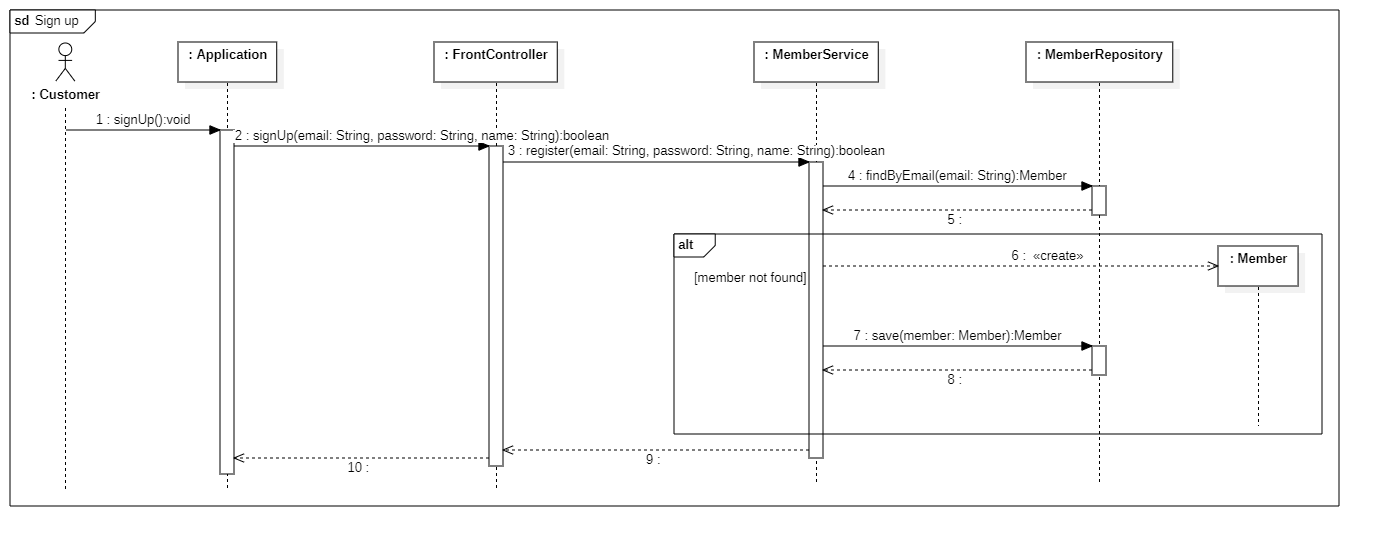 sd Sign up
: Customer
: Application
: FrontController
: MemberService
: MemberRepository
1 : signUp():void
2 : signUp(email: String, password: String, name: String):boolean
3 : register(email: String, password: String, name: String):boolean
4 : findByEmail(email: String):Member
5 :
alt
[member not found]
6 : «create»
: Member
7 : save(member: Member):Member
8 :
9 :
10 :